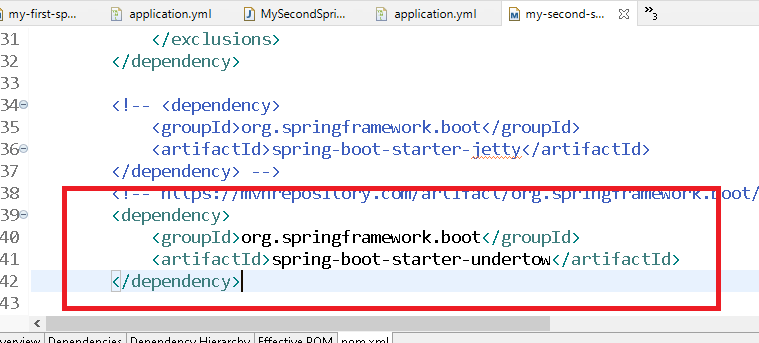 my-first-sp... application.yml MySecondSpri... application.yml my-second-s... »3
31 </exclusions>
32 </dependency>
33
34 <!-- <dependency>
35 <groupId>org.springframework.boot</groupId>
36 <artifactId>spring-boot-starter-jetty</artifactId>
37 </dependency> -->
38 <!-- https://mvnrepository.com/artifact/org.springframework.boot/
39 <dependency>
40 <groupId>org.springframework.boot</groupId>
41 <artifactId>spring-boot-starter-undertow</artifactId>
42 </dependency>
43
verview Dependencies Dependency Hierarchy Effective POM pom.xml